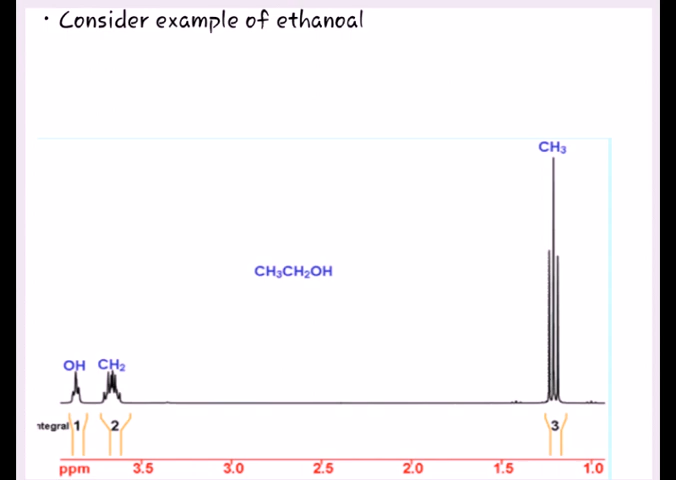 · Consider example of ethanoal
CH₃
CH₃CH₂OH
OH CH₂
ntegral 1 2 3
ppm 3.5 3.0 2.5 2.0 1.5 1.0